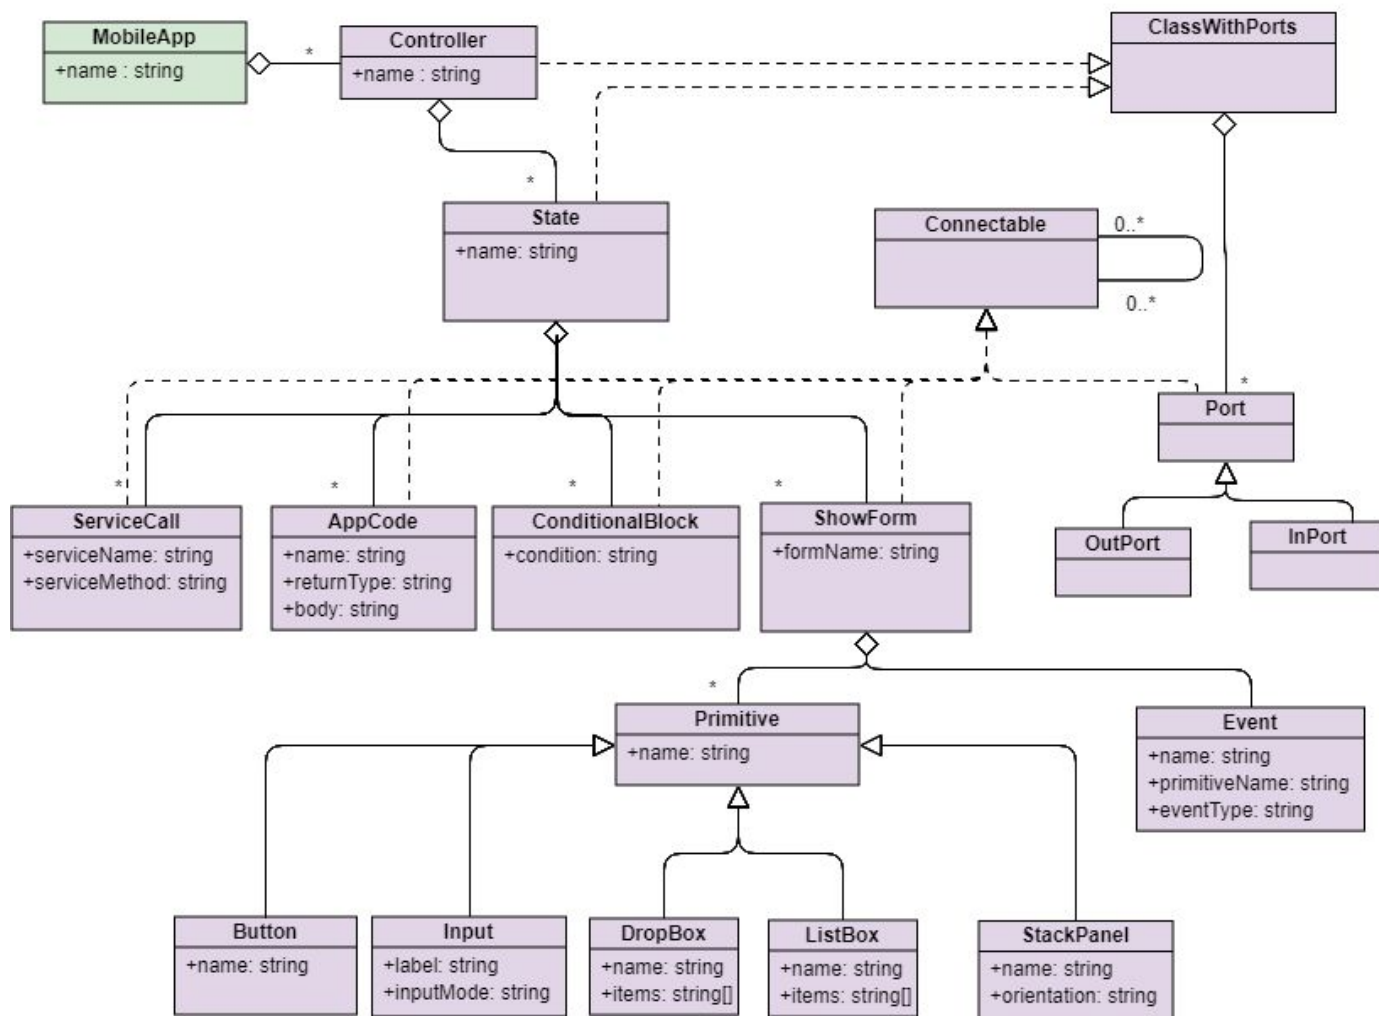 MobileApp
+name : string
*
Controller
+name : string
ClassWithPorts
*
State
+name: string
Connectable
0..*
0..*
*
Port
*
ServiceCall
+serviceName: string
+serviceMethod: string
*
AppCode
+name: string
+returnType: string
+body: string
*
ConditionalBlock
+condition: string
*
ShowForm
+formName: string
OutPort
InPort
*
Primitive
+name: string
Event
+name: string
+primitiveName: string
+eventType: string
Button
+name: string
Input
+label: string
+inputMode: string
DropBox
+name: string
+items: string[]
ListBox
+name: string
+items: string[]
StackPanel
+name: string
+orientation: string